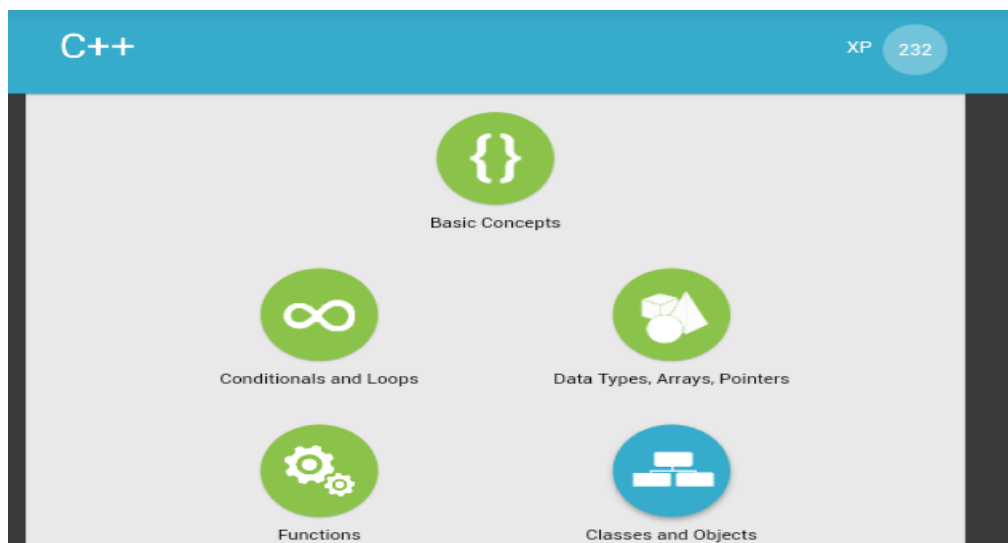 C++
XP 232
{}
Basic Concepts
Conditionals and Loops
Data Types, Arrays, Pointers
Functions
Classes and Objects